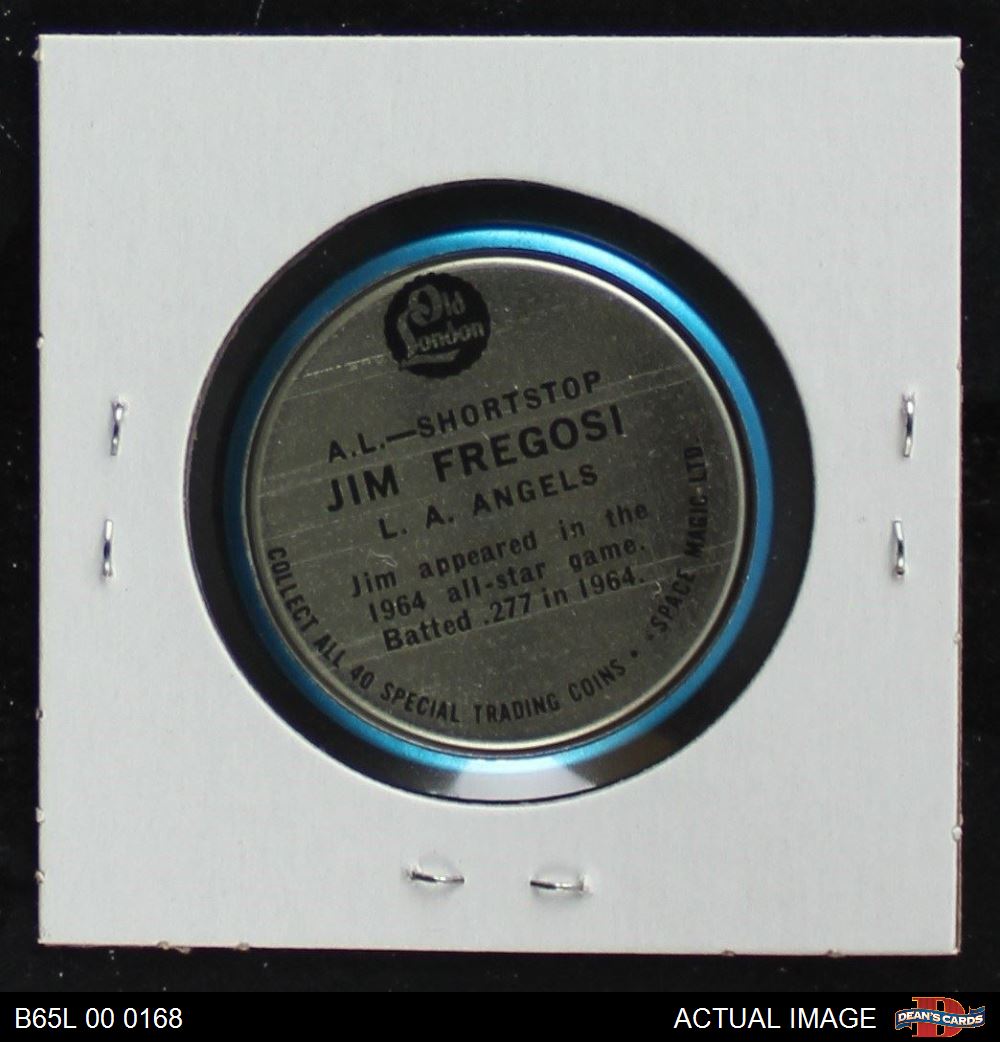 Old
London
A.L.—SHORTSTOP
JIM FREGOSI
L. A. ANGELS
Jim appeared in the
1964 all-star game.
Batted .277 in 1964.
COLLECT ALL 40 SPECIAL TRADING COINS • "SPACE MAGIC LTD.
B65L 00 0168
ACTUAL IMAGE
DEAN'S CARDS